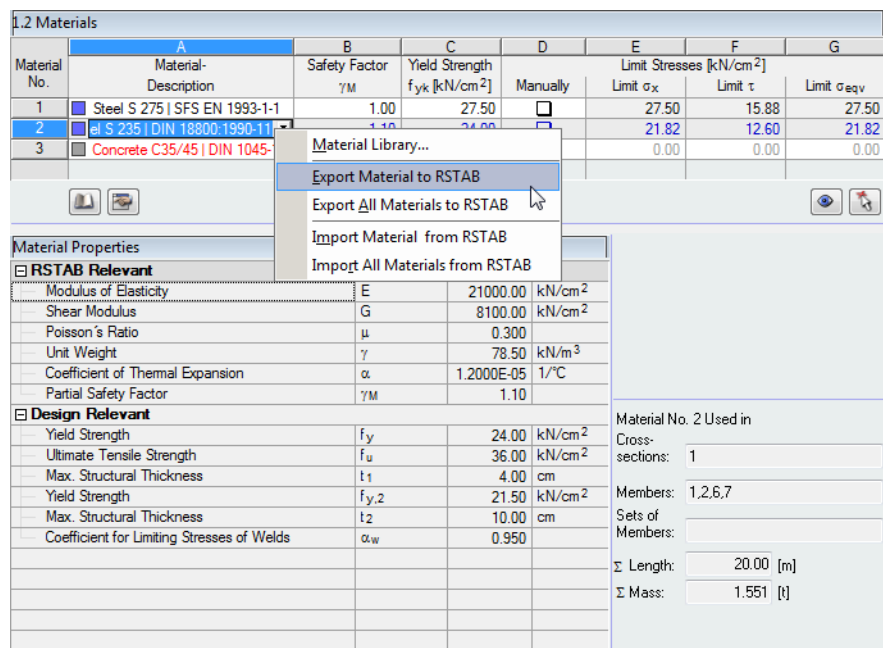 1.2 Materials
A B C D E F G
Material No. Material-Description Safety Factor γM Yield Strength fyk [kN/cm2] Manually Limit Stresses [kN/cm2] Limit σx Limit τ Limit σeqv
1 Steel S 275 | SFS EN 1993-1-1 1.00 27.50 27.50 15.88 27.50
2 el S 235 | DIN 18800:1990-11 1.10 24.00 21.82 12.60 21.82
3 Concrete C35/45 | DIN 1045- 0.00 0.00 0.00
Material Library...
Export Material to RSTAB
Export All Materials to RSTAB
Import Material from RSTAB
Import All Materials from RSTAB
Material Properties
RSTAB Relevant
Modulus of Elasticity E 21000.00 kN/cm2
Shear Modulus G 8100.00 kN/cm2
Poisson´s Ratio μ 0.300
Unit Weight γ 78.50 kN/m3
Coefficient of Thermal Expansion α 1.2000E-05 1/°C
Partial Safety Factor γM 1.10
Design Relevant
Yield Strength fy 24.00 kN/cm2
Ultimate Tensile Strength fu 36.00 kN/cm2
Max. Structural Thickness t1 4.00 cm
Yield Strength fy,2 21.50 kN/cm2
Max. Structural Thickness t2 10.00 cm
Coefficient for Limiting Stresses of Welds αw 0.950
Material No. 2 Used in
Cross-
sections: 1
Members: 1,2,6,7
Sets of
Members:
Σ Length: 20.00 [m]
Σ Mass: 1.551 [t]